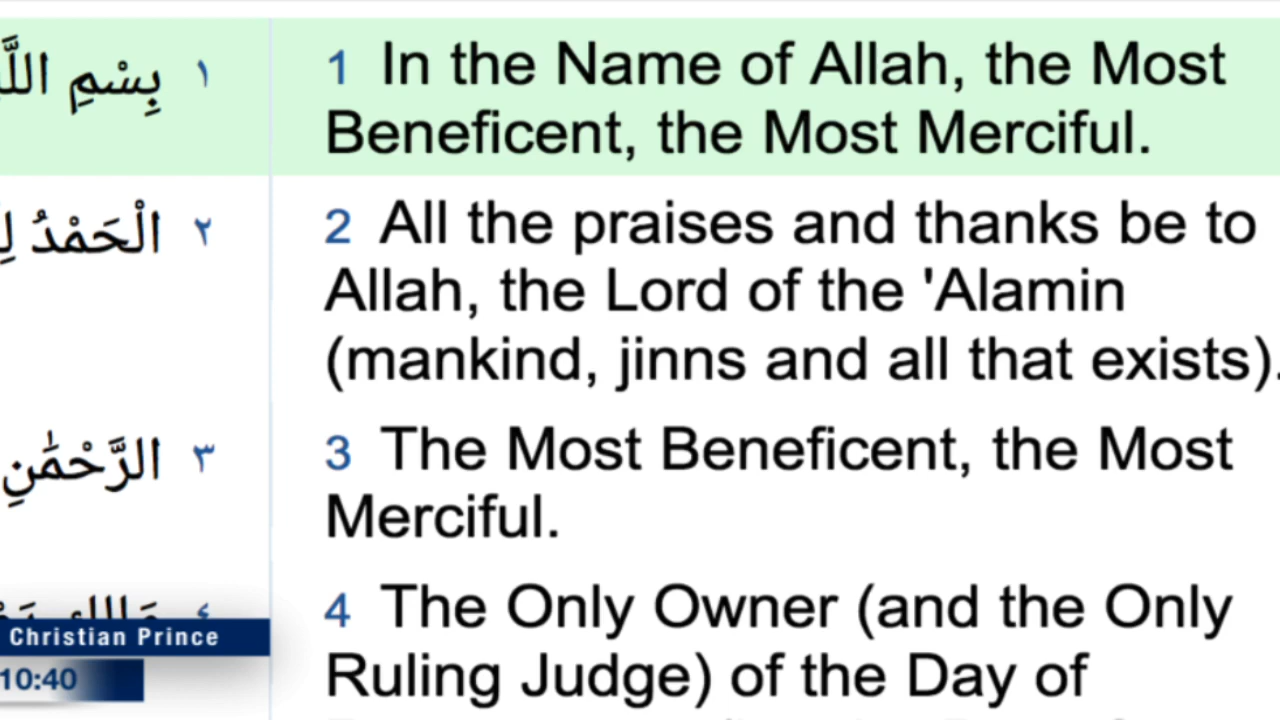 ١ بِسْمِ
1 In the Name of Allah, the Most
Beneficent, the Most Merciful.
٢ الْحَمْدُ
2 All the praises and thanks be to
Allah, the Lord of the 'Alamin
(mankind, jinns and all that exists).
٣ الرَّحْمَٰنِ
3 The Most Beneficent, the Most
Merciful.
4 The Only Owner (and the Only
Ruling Judge) of the Day of
Christian Prince
10:40